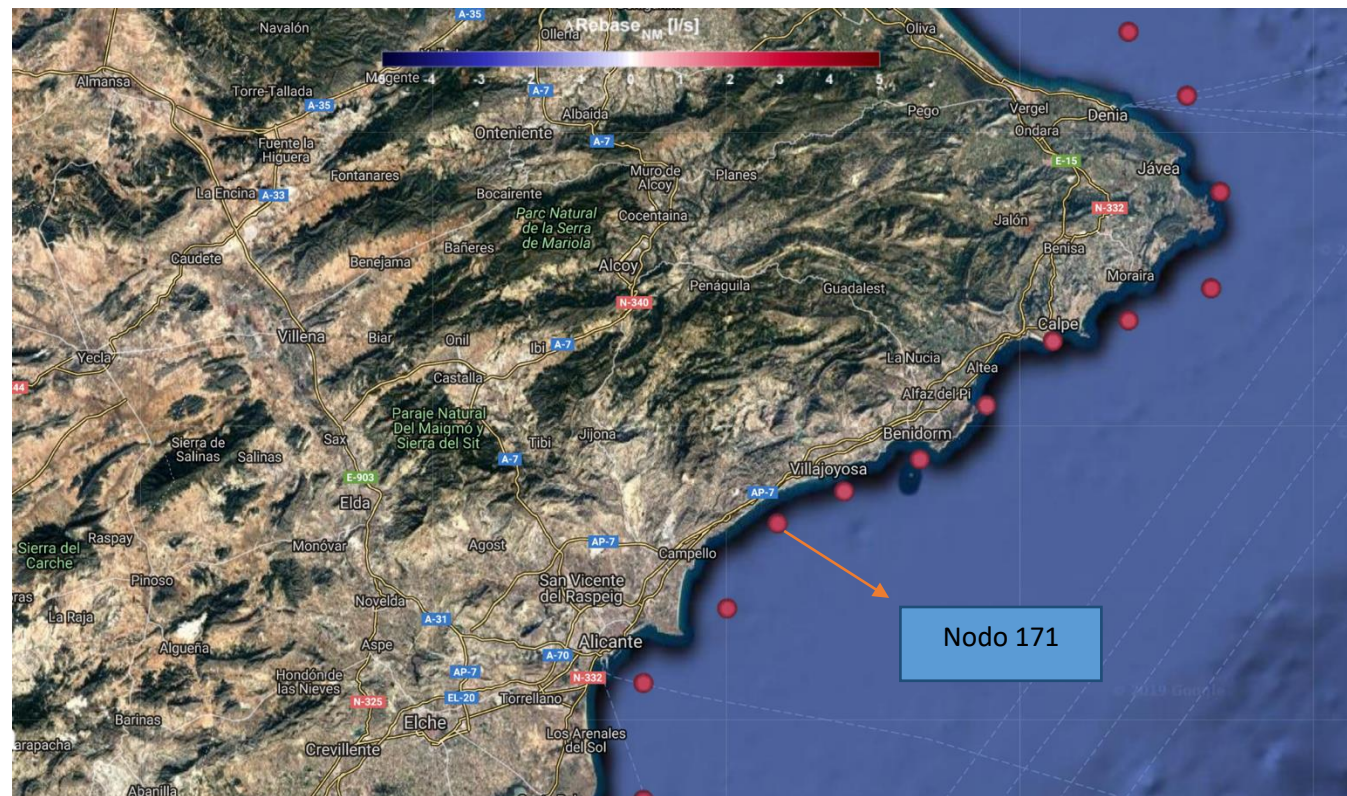 A-35
Navalón
Ollería
ΔRebase_NM [l/s]
Oliva
-5 -4 -3 -2 -1 0 1 2 3 4 5
Almansa
Mogente
A-7
Torre-Tallada
A-35
Albaida
Pego
Vergel
Denia
Onteniente
Ondara
A-7
Fuente la
Higuera
E-15
Fontanares
Muro de
Alcoy
Planes
Jávea
La Encina
A-33
Bocairente
N-332
Parc Natural
de la Serra
de Mariola
Cocentaina
Jalón
Bañeres
Benisa
Caudete
Benejama
Alcoy
Penáguila
Guadalest
Moraira
N-340
Villena
Biar
Onil
Ibi
A-7
Calpe
Yecla
La Nucia
Altea
Castalla
44
Alfaz del Pi
Paraje Natural
Del Maigmó y
Sierra del Sit
Sierra de
Salinas
Salinas
Sax
Tibi
Jijona
Benidorm
A-7
Villajoyosa
E-903
AP-7
Elda
Sierra del
Carche
Raspay
Monóvar
Agost
AP-7
Campello
Pinoso
San Vicente
del Raspeig
ras
Novelda
La Raja
A-31
Nodo 171
Algueña
Aspe
Alicante
A-70
Hondón de
las Nieves
AP-7
N-332
EL-20
Torrellano
N-325
© 2019 Google
Barinas
Elche
Los Arenales
del Sol
arapacha
Crevillente
Abanilla